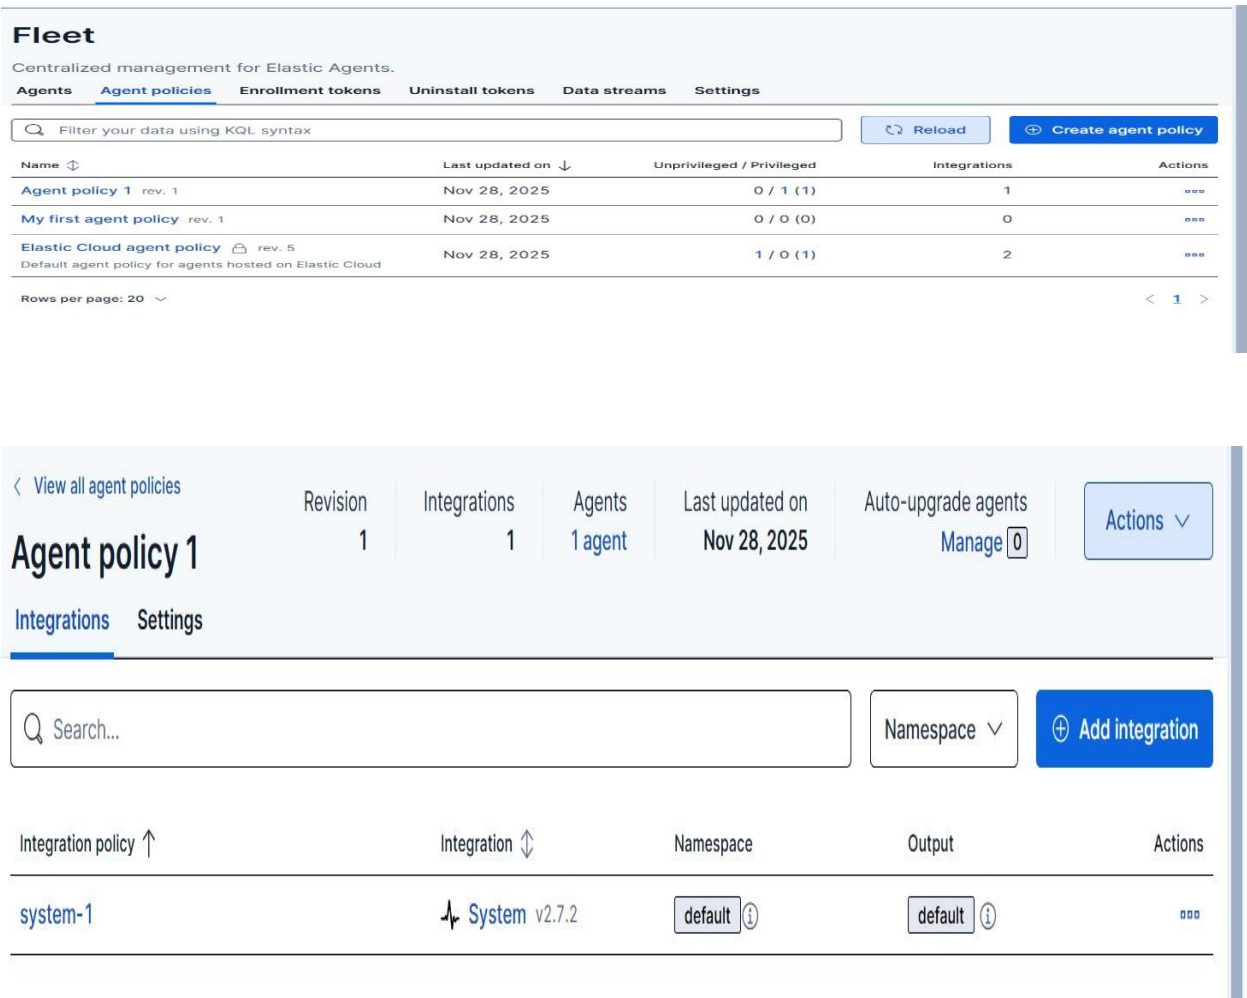 Fleet
Centralized management for Elastic Agents.
Agents Agent policies Enrollment tokens Uninstall tokens Data streams Settings
Filter your data using KQL syntax Reload Create agent policy
Name Last updated on Unprivileged / Privileged Integrations Actions
Agent policy 1 rev. 1 Nov 28, 2025 0 / 1 (1) 1
My first agent policy rev. 1 Nov 28, 2025 0 / 0 (0) 0
Elastic Cloud agent policy rev. 5 Nov 28, 2025 1 / 0 (1) 2
Default agent policy for agents hosted on Elastic Cloud
Rows per page: 20 < 1 >
View all agent policies
Agent policy 1
Revision Integrations Agents Last updated on Auto-upgrade agents Actions
1 1 1 agent Nov 28, 2025 Manage 0
Integrations Settings
Search... Namespace Add integration
Integration policy Integration Namespace Output Actions
system-1 System v2.7.2 default default